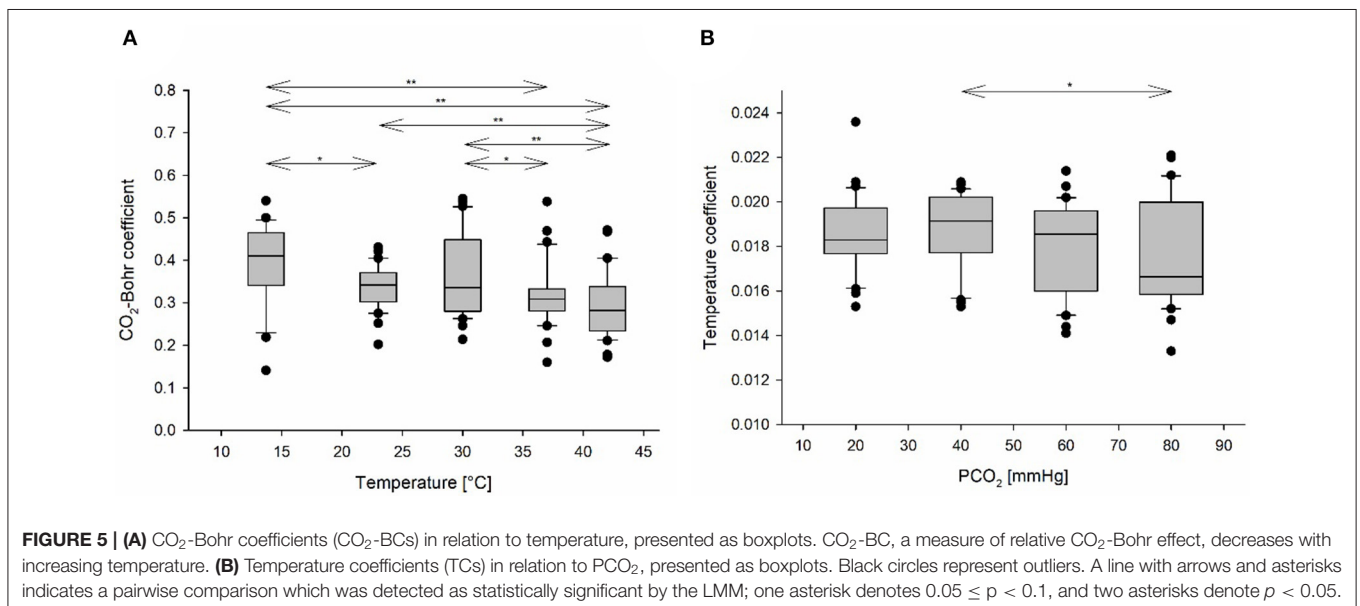 A
B
**
**
**
**
*
*
0.8
0.7
0.6
0.5
0.4
0.3
0.2
0.1
0.0
CO₂-Bohr coefficient
10 15 20 25 30 35 40 45
Temperature [°C]
*
0.024
0.022
0.020
0.018
0.016
0.014
0.012
0.010
Temperature coefficient
10 20 30 40 50 60 70 80 90
PCO₂ [mmHg]
FIGURE 5 | (A) CO₂-Bohr coefficients (CO₂-BCs) in relation to temperature, presented as boxplots. CO₂-BC, a measure of relative CO₂-Bohr effect, decreases with
increasing temperature. (B) Temperature coefficients (TCs) in relation to PCO₂, presented as boxplots. Black circles represent outliers. A line with arrows and asterisks
indicates a pairwise comparison which was detected as statistically significant by the LMM; one asterisk denotes 0.05 ≤ p < 0.1, and two asterisks denote p < 0.05.